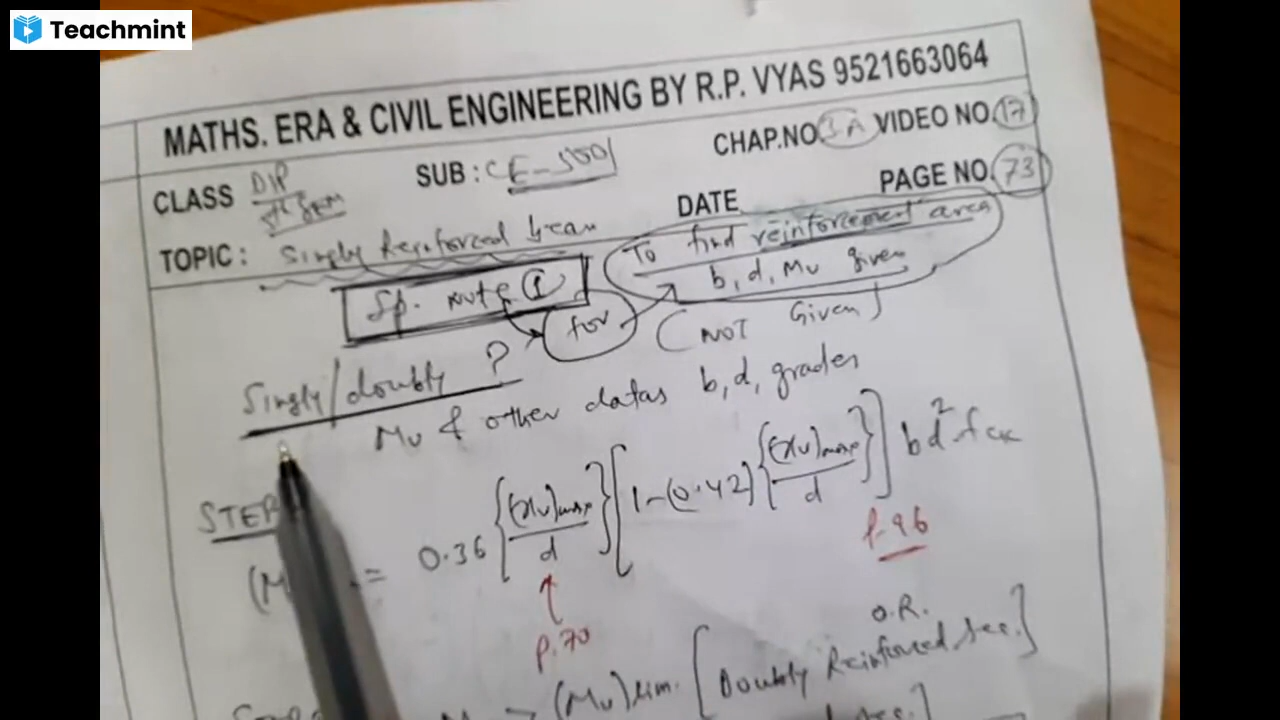 Teachmint
MATHS. ERA & CIVIL ENGINEERING BY R.P. VYAS 9521663064
CLASS DIP SUB : CE-5001 CHAP.NO 3A VIDEO NO. 17
DATE PAGE NO. 73
TOPIC : Singly Reinforced beam
To find reinforcement area
b, d, Mu given
Sp. Note 1 for
(NOT Given)
Singly/doubly ?
Mu & other datas b, d, grades
STEP
(M = 0.36 {(xu)max/d} [1-(0.42) {(xu)max/d}] bd² fck
P.96
P.70
O.R.
> (Mu)lim. [Doubly Reinforced sec.]
sec.]